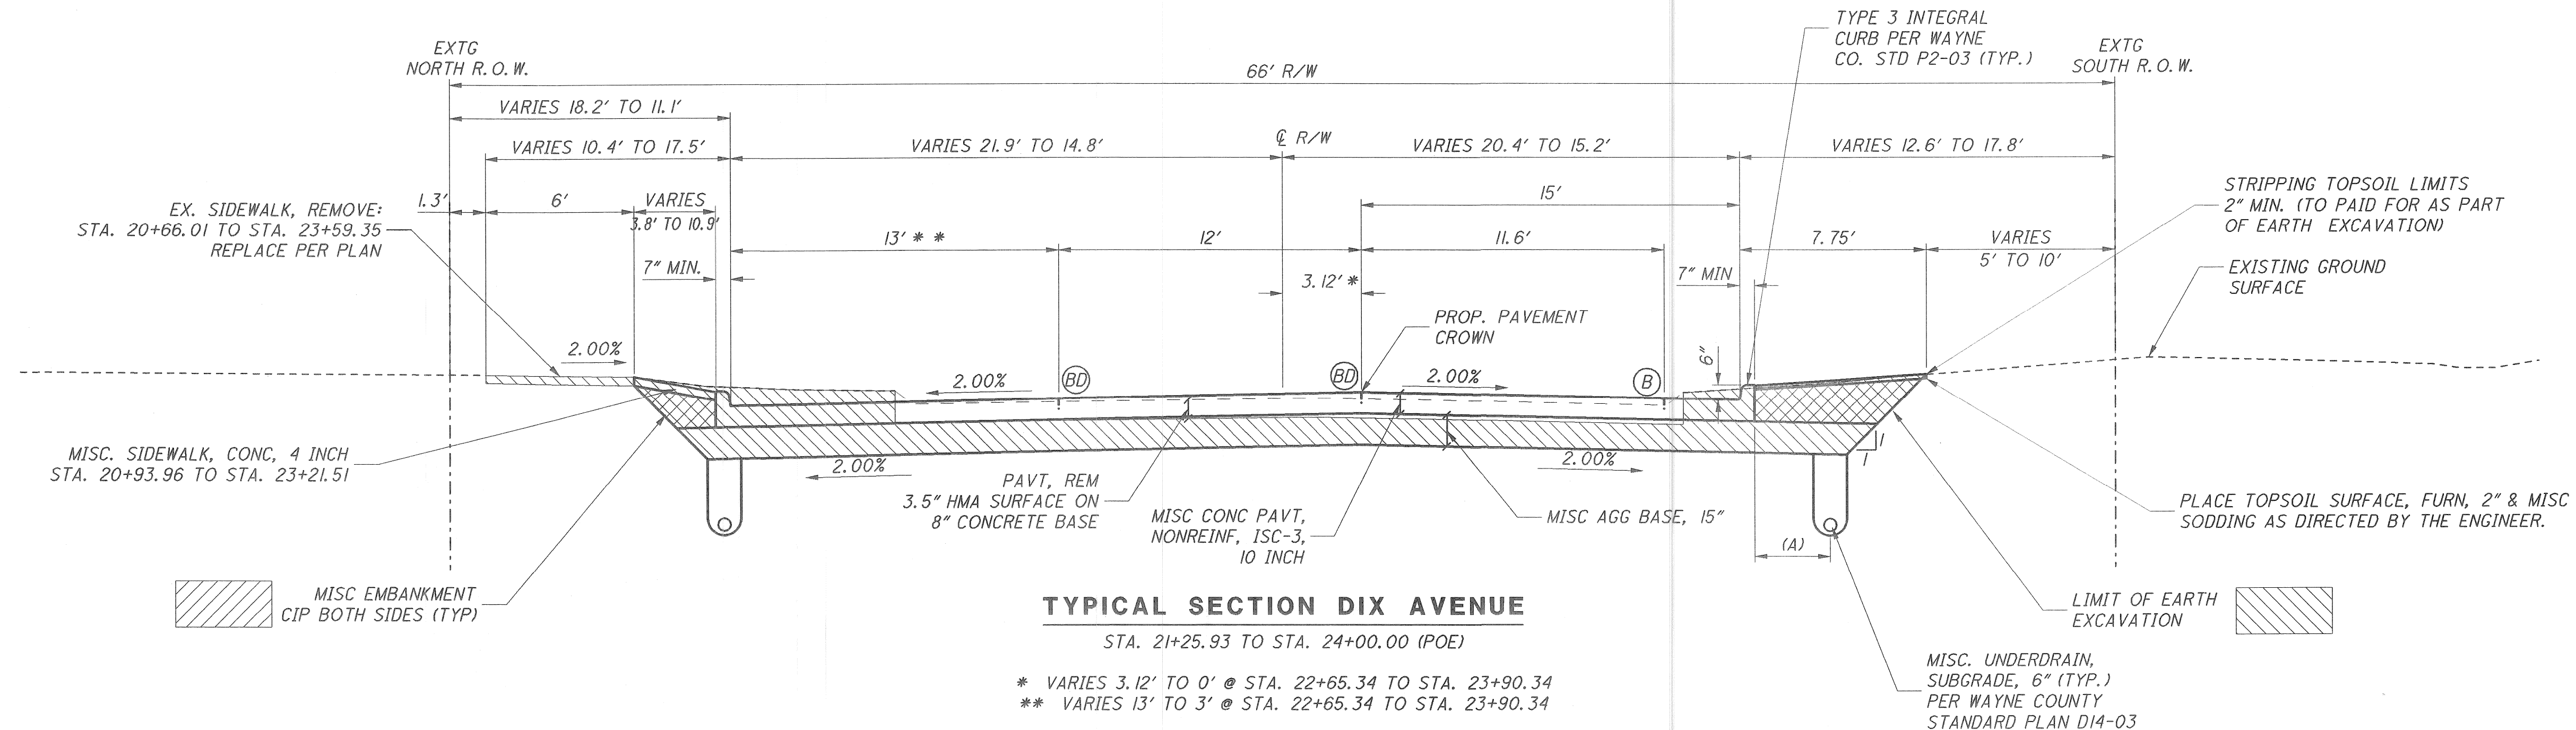 EXTG
NORTH R.O.W.
66' R/W
TYPE 3 INTEGRAL
CURB PER WAYNE
CO. STD P2-03 (TYP.)
EXTG
SOUTH R.O.W.
VARIES 18.2' TO 11.1'
VARIES 10.4' TO 17.5'
VARIES 21.9' TO 14.8'
℄ R/W
VARIES 20.4' TO 15.2'
VARIES 12.6' TO 17.8'
EX. SIDEWALK, REMOVE:
STA. 20+66.01 TO STA. 23+59.35
REPLACE PER PLAN
1.3'
6'
VARIES
3.8' TO 10.9'
15'
13' * *
12'
11.6'
7.75'
VARIES
5' TO 10'
STRIPPING TOPSOIL LIMITS
2" MIN. (TO PAID FOR AS PART
OF EARTH EXCAVATION)
7" MIN.
3.12' *
7" MIN
EXISTING GROUND
SURFACE
PROP. PAVEMENT
CROWN
6"
2.00%
2.00%
BD
BD
2.00%
B
MISC. SIDEWALK, CONC, 4 INCH
STA. 20+93.96 TO STA. 23+21.51
2.00%
2.00%
1
1
PAVT, REM
3.5" HMA SURFACE ON
8" CONCRETE BASE
MISC CONC PAVT,
NONREINF, ISC-3,
10 INCH
MISC AGG BASE, 15"
(A)
PLACE TOPSOIL SURFACE, FURN, 2" & MISC
SODDING AS DIRECTED BY THE ENGINEER.
MISC EMBANKMENT
CIP BOTH SIDES (TYP)
LIMIT OF EARTH
EXCAVATION
TYPICAL SECTION DIX AVENUE
STA. 21+25.93 TO STA. 24+00.00 (POE)
* VARIES 3.12' TO 0' @ STA. 22+65.34 TO STA. 23+90.34
** VARIES 13' TO 3' @ STA. 22+65.34 TO STA. 23+90.34
MISC. UNDERDRAIN,
SUBGRADE, 6" (TYP.)
PER WAYNE COUNTY
STANDARD PLAN D14-03